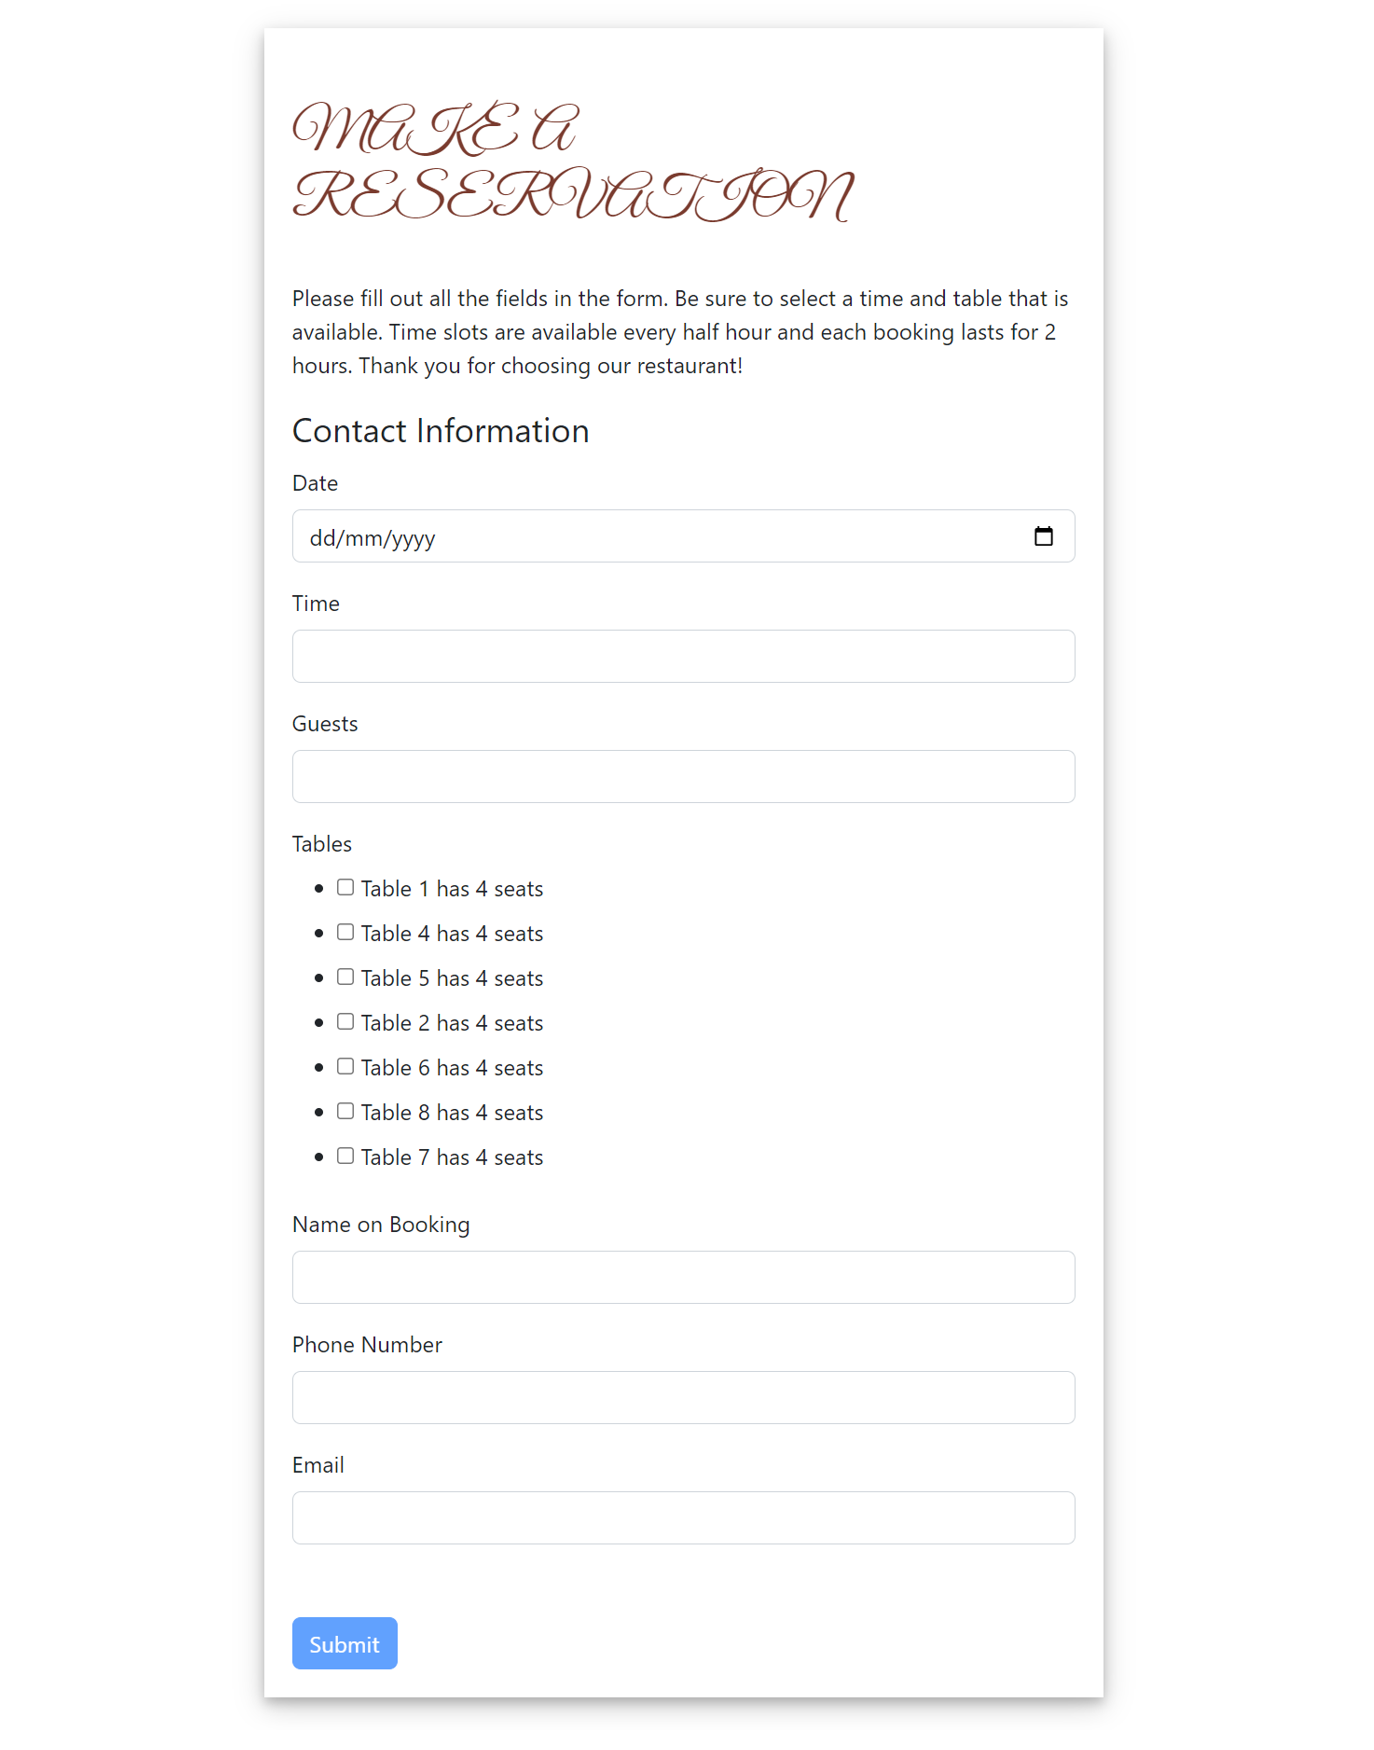 MAKE A
RESERVATION
Please fill out all the fields in the form. Be sure to select a time and table that is
available. Time slots are available every half hour and each booking lasts for 2
hours. Thank you for choosing our restaurant!
Contact Information
Date
dd/mm/yyyy
Time
Guests
Tables
Table 1 has 4 seats
Table 4 has 4 seats
Table 5 has 4 seats
Table 2 has 4 seats
Table 6 has 4 seats
Table 8 has 4 seats
Table 7 has 4 seats
Name on Booking
Phone Number
Email
Submit